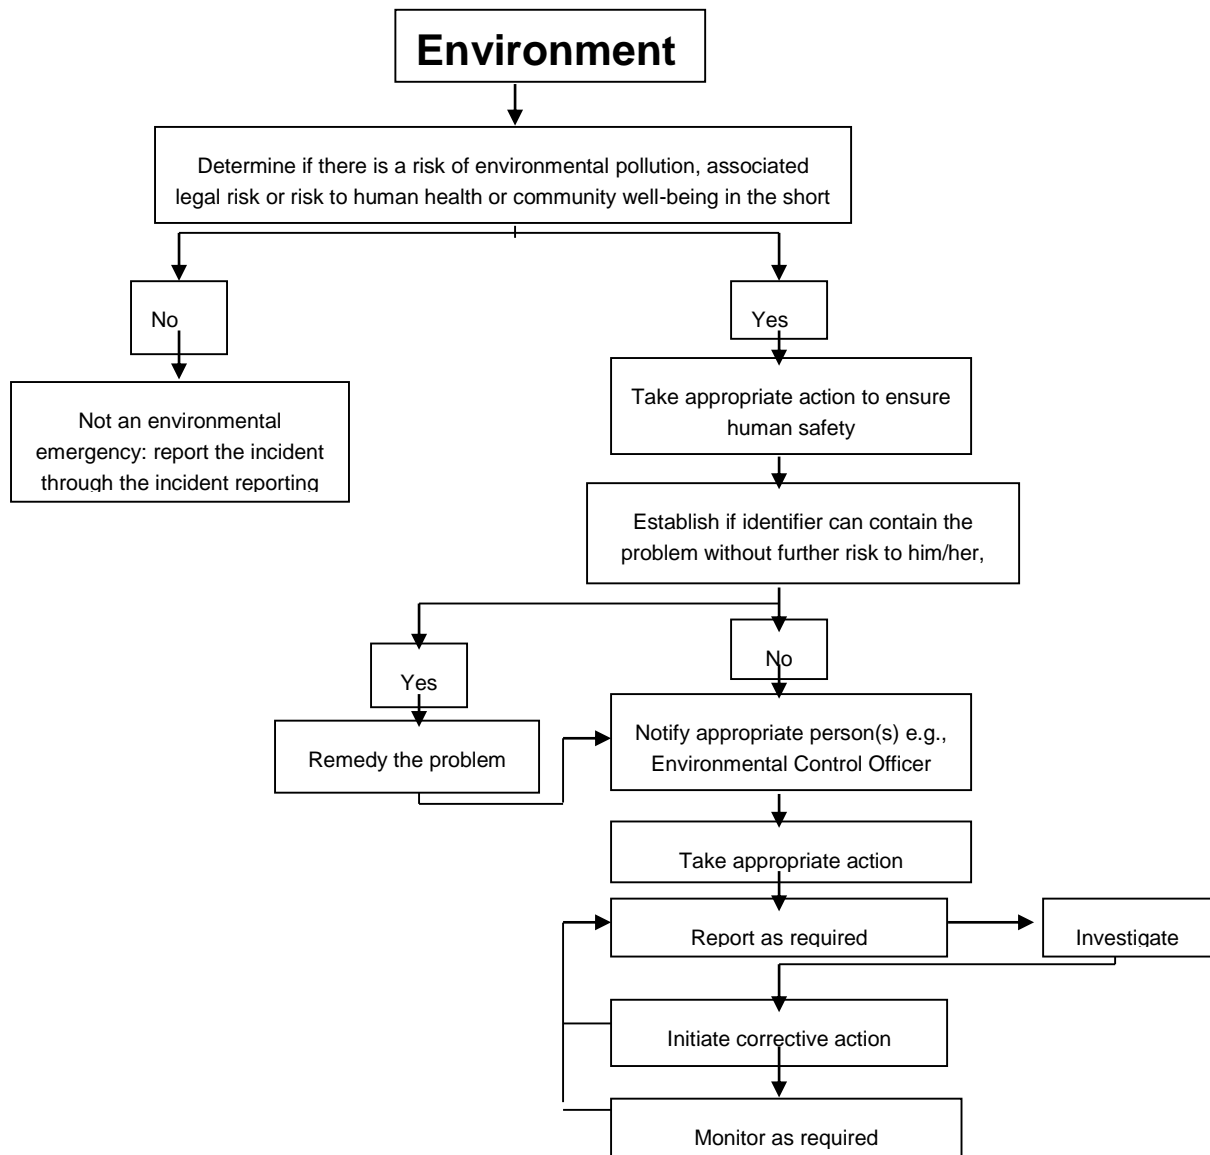 Environment
Determine if there is a risk of environmental pollution, associated
legal risk or risk to human health or community well-being in the short
No
Yes
Not an environmental
emergency: report the incident
through the incident reporting
Take appropriate action to ensure
human safety
Establish if identifier can contain the
problem without further risk to him/her,
Yes
No
Remedy the problem
Notify appropriate person(s) e.g.,
Environmental Control Officer
Take appropriate action
Report as required
Investigate
Initiate corrective action
Monitor as required